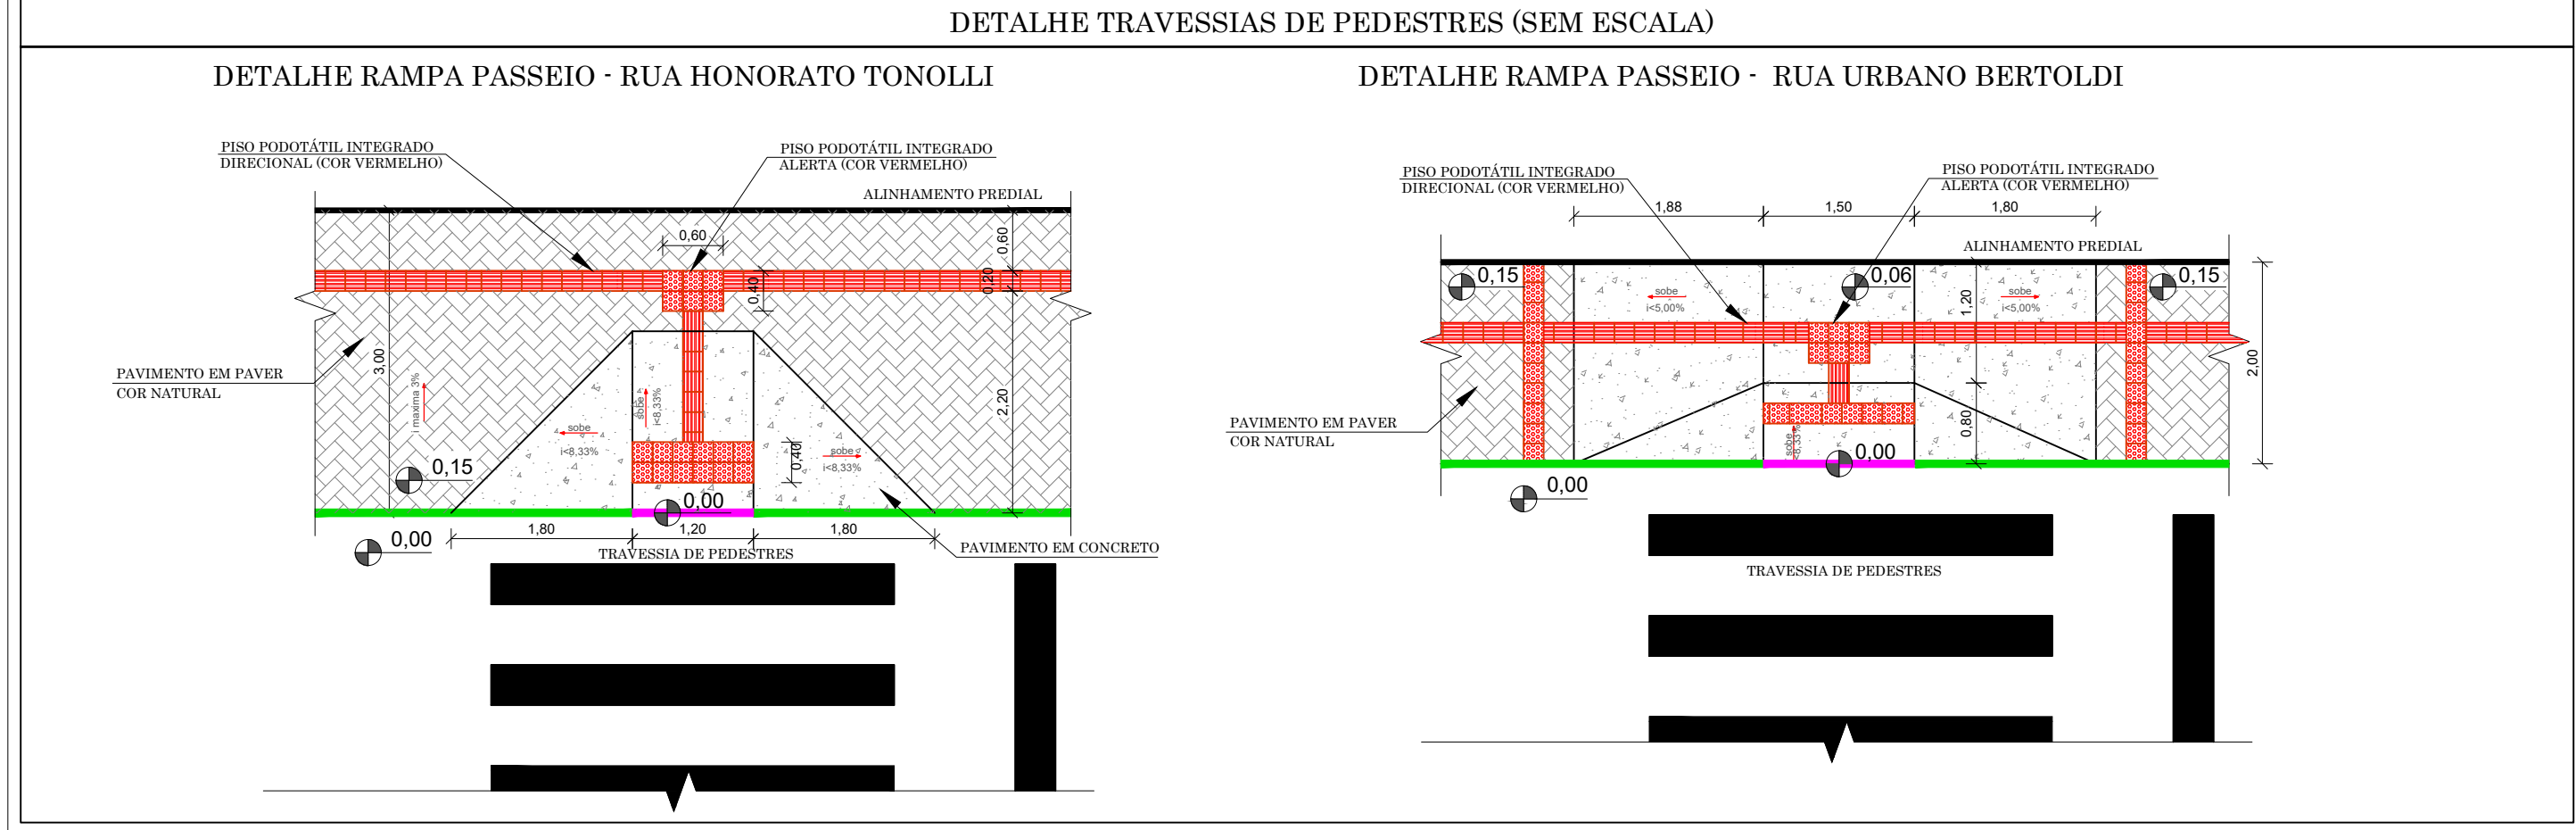 DETALHE TRAVESSIAS DE PEDESTRES (SEM ESCALA)
DETALHE RAMPA PASSEIO - RUA HONORATO TONOLLI
PISO PODOTÁTIL INTEGRADO
DIRECIONAL (COR VERMELHO)
PISO PODOTÁTIL INTEGRADO
ALERTA (COR VERMELHO)
ALINHAMENTO PREDIAL
0,60
0,60
0,20
0,40
3,00
i maxima 3%
PAVIMENTO EM PAVER
COR NATURAL
sobe
i<8,33%
sobe
i<8,33%
sobe
i<8,33%
2,20
0,40
0,15
0,00
0,00
1,80
1,20
1,80
TRAVESSIA DE PEDESTRES
PAVIMENTO EM CONCRETO
DETALHE RAMPA PASSEIO - RUA URBANO BERTOLDI
PISO PODOTÁTIL INTEGRADO
DIRECIONAL (COR VERMELHO)
PISO PODOTÁTIL INTEGRADO
ALERTA (COR VERMELHO)
1,88
1,50
1,80
ALINHAMENTO PREDIAL
0,15
0,06
0,15
sobe
i<5,00%
1,20
sobe
i<5,00%
2,00
PAVIMENTO EM PAVER
COR NATURAL
0,80
sobe
i<8,33%
0,00
0,00
TRAVESSIA DE PEDESTRES